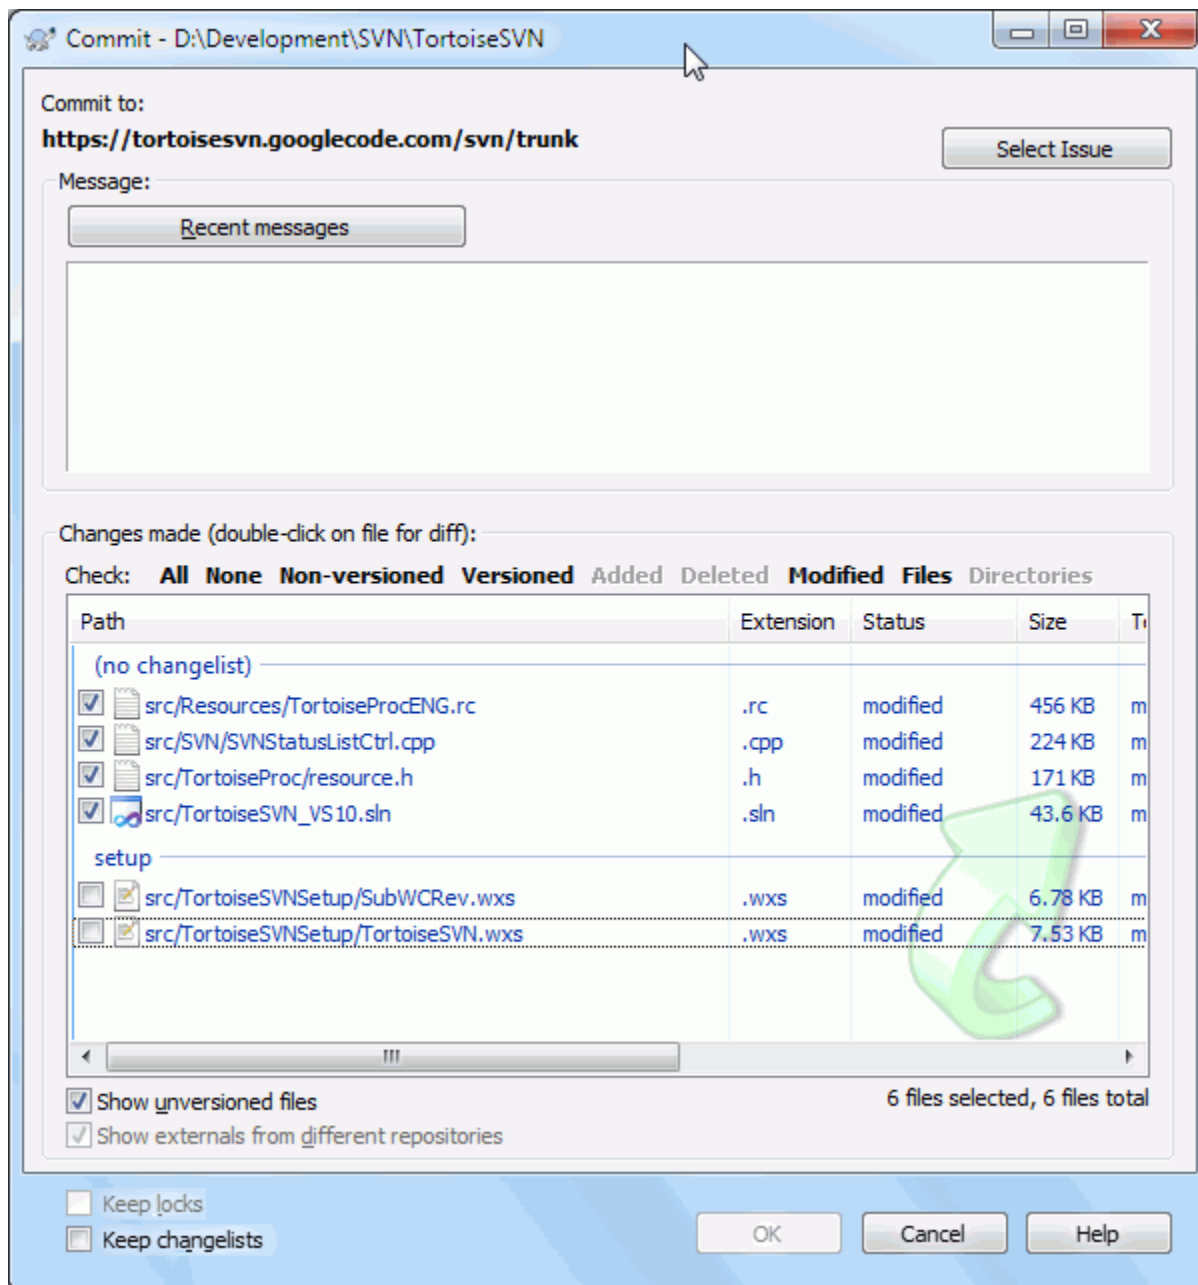 Commit - D:\Development\SVN\TortoiseSVN
Commit to:
https://tortoisesvn.googlecode.com/svn/trunk
Select Issue
Message:
Recent messages
Changes made (double-click on file for diff):
Check: All None Non-versioned Versioned Added Deleted Modified Files Directories
Path Extension Status Size
(no changelist)
src/Resources/TortoiseProcENG.rc .rc modified 456 KB m
src/SVN/SVNStatusListCtrl.cpp .cpp modified 224 KB m
src/TortoiseProc/resource.h .h modified 171 KB m
src/TortoiseSVN_VS10.sln .sln modified 43.6 KB m
setup
src/TortoiseSVNSetup/SubWCRev.wxs .wxs modified 6.78 KB m
src/TortoiseSVNSetup/TortoiseSVN.wxs .wxs modified 7.53 KB m
Show unversioned files
6 files selected, 6 files total
Show externals from different repositories
Keep locks
Keep changelists
OK Cancel Help